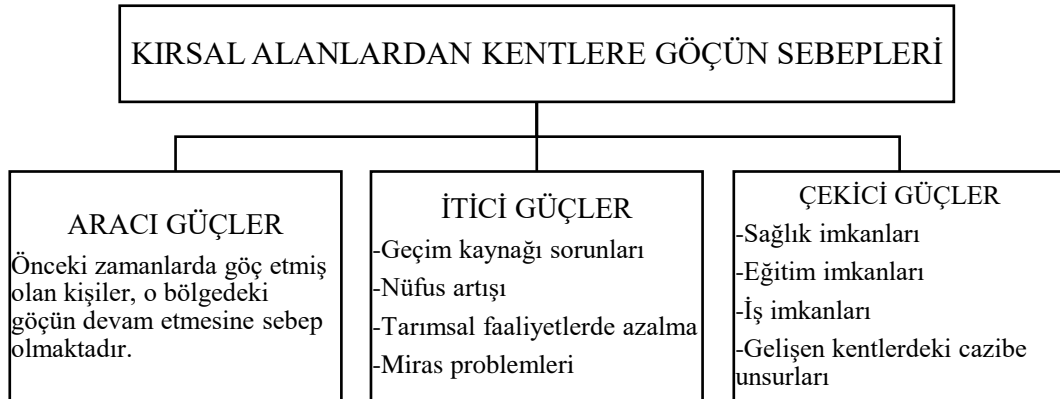 KIRSAL ALANLARDAN KENTLERE GÖÇÜN SEBEPLERİ
ARACI GÜÇLER
Önceki zamanlarda göç etmiş
olan kişiler, o bölgedeki
göçün devam etmesine sebep
olmaktadır.
İTİCİ GÜÇLER
-Geçim kaynağı sorunları
-Nüfus artışı
-Tarımsal faaliyetlerde azalma
-Miras problemleri
ÇEKİCİ GÜÇLER
-Sağlık imkanları
-Eğitim imkanları
-İş imkanları
-Gelişen kentlerdeki cazibe
unsurları